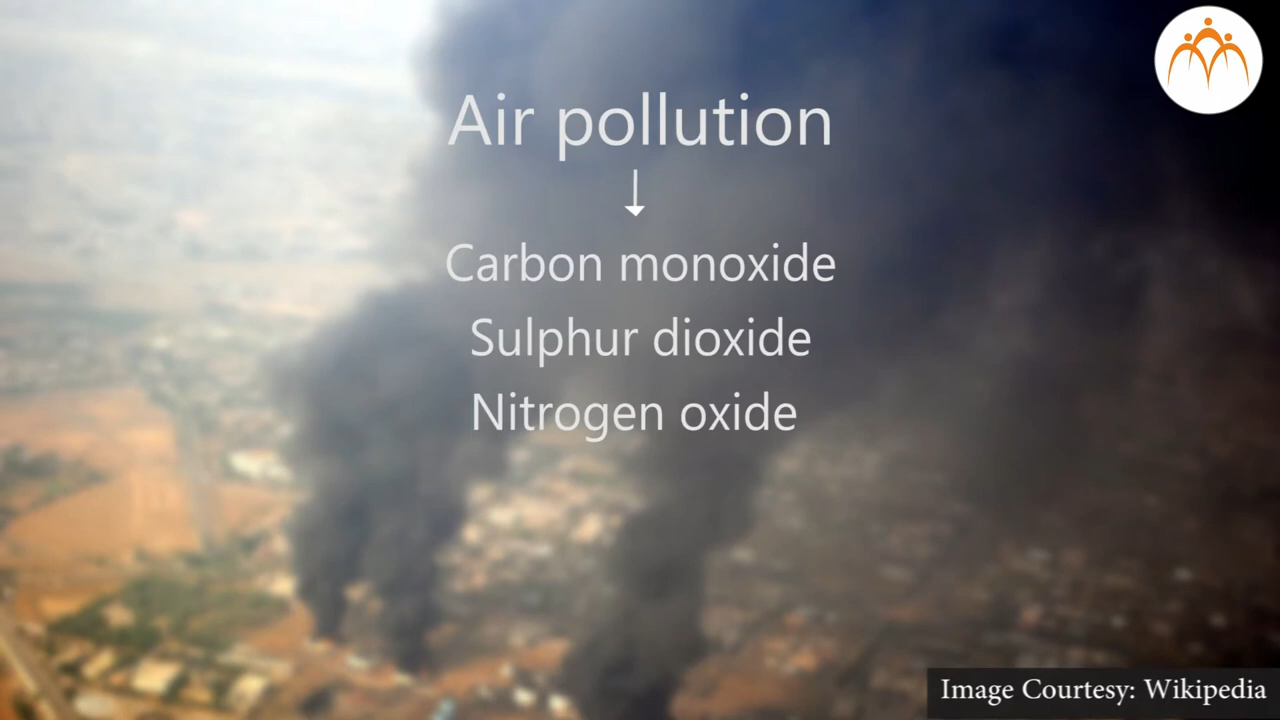 Air pollution
Carbon monoxide
Sulphur dioxide
Nitrogen oxide
Image Courtesy: Wikipedia